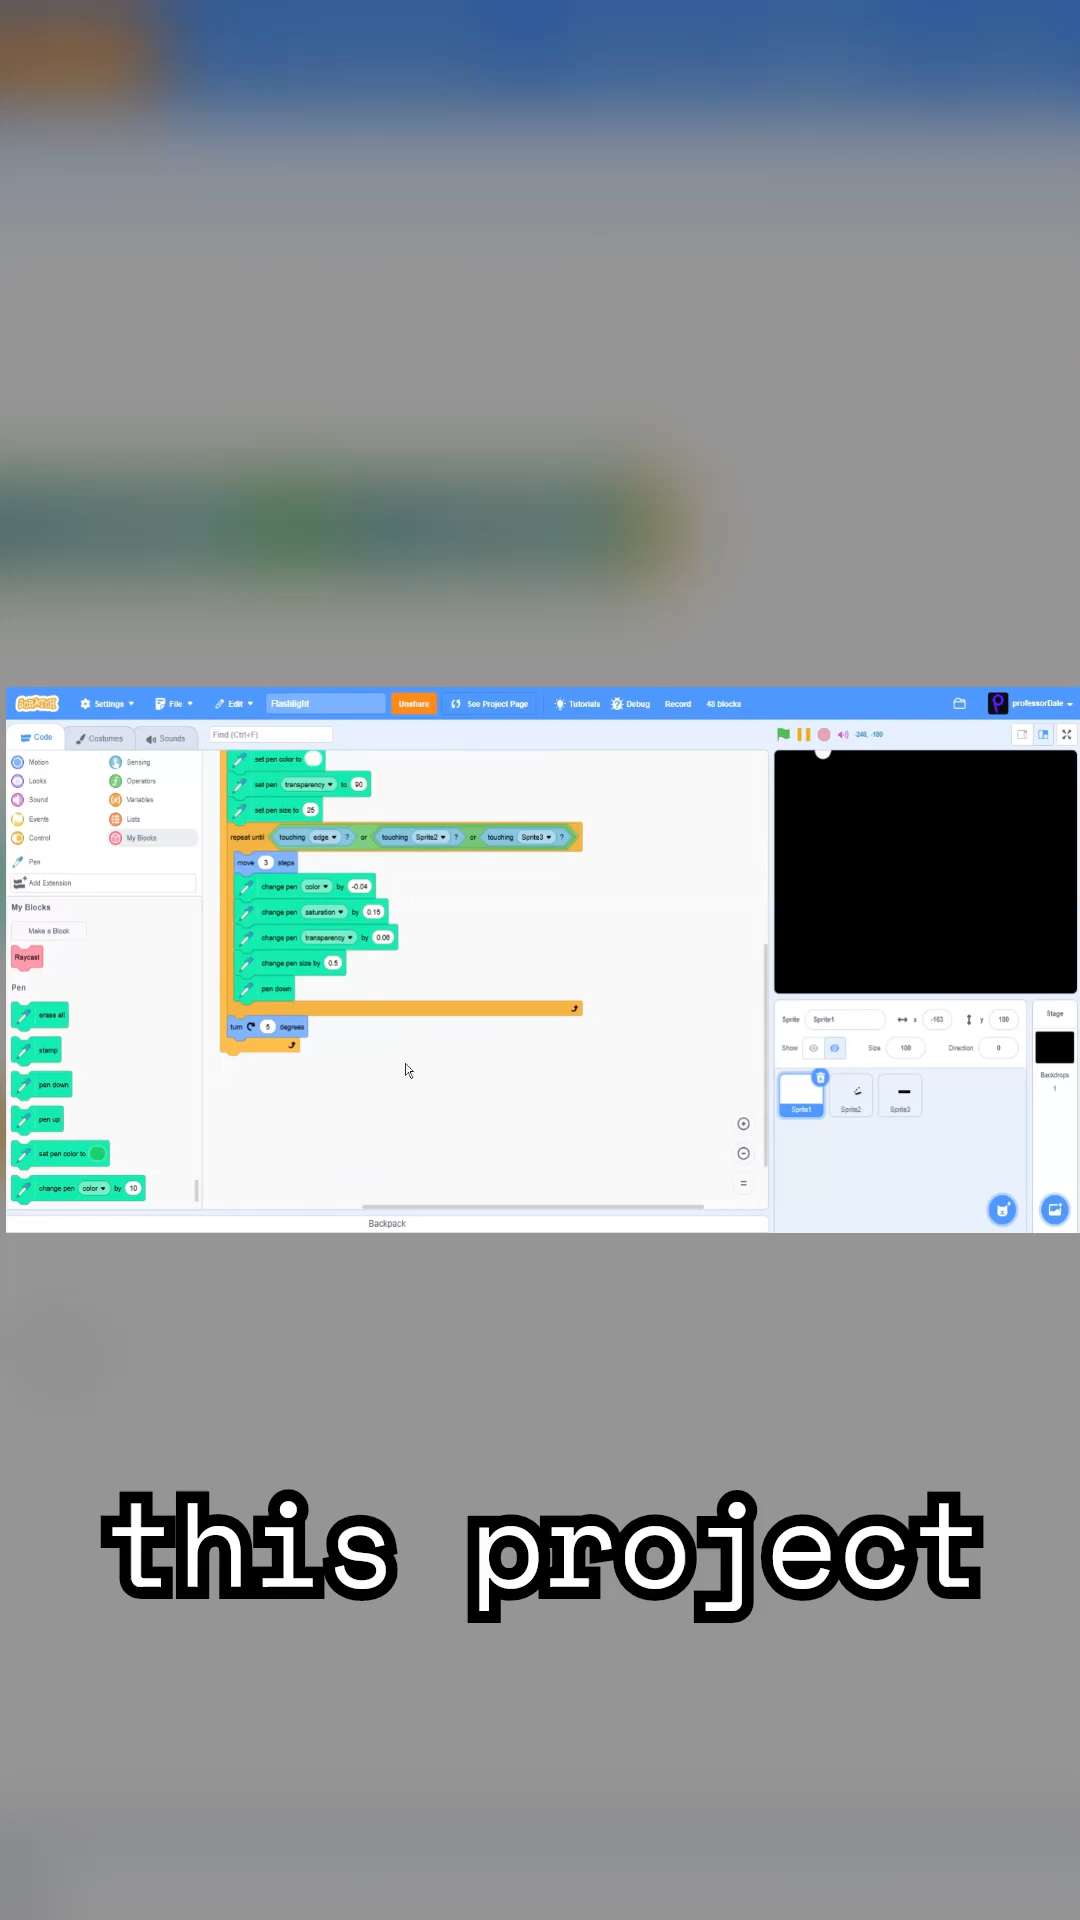 SCRATCH Settings File Edit Flashlight Unshare See Project Page Tutorials Debug Record 48 blocks professorDale
Code Costumes Sounds Find (Ctrl+F) -240, -180
Motion Sensing
Looks Operators
Sound Variables
Events Lists
Control My Blocks
Pen
Add Extension
My Blocks
Make a Block
Raycast
Pen
erase all
stamp
pen down
pen up
set pen color to
change pen color by 10
set pen color to
set pen transparency to 90
set pen size to 25
repeat until touching edge ? or touching Sprite2 ? or touching Sprite3 ?
move 3 steps
change pen color by -0.04
change pen saturation by 0.15
change pen transparency by 0.06
change pen size by 0.5
pen down
turn 5 degrees
Backpack
Sprite Sprite1 x -163 y 180
Show Size 100 Direction 0
Sprite1 Sprite2 Sprite3
Stage
Backdrops
1
this project